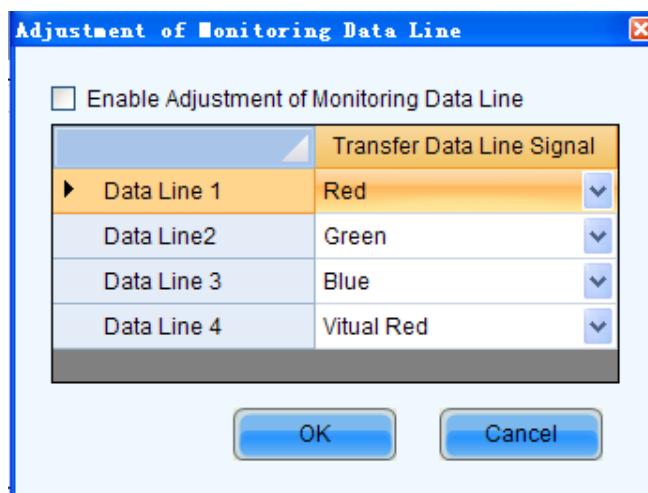 Adjustment of Monitoring Data Line
Enable Adjustment of Monitoring Data Line
Transfer Data Line Signal
Data Line 1 Red
Data Line2 Green
Data Line 3 Blue
Data Line 4 Vitual Red
OK Cancel